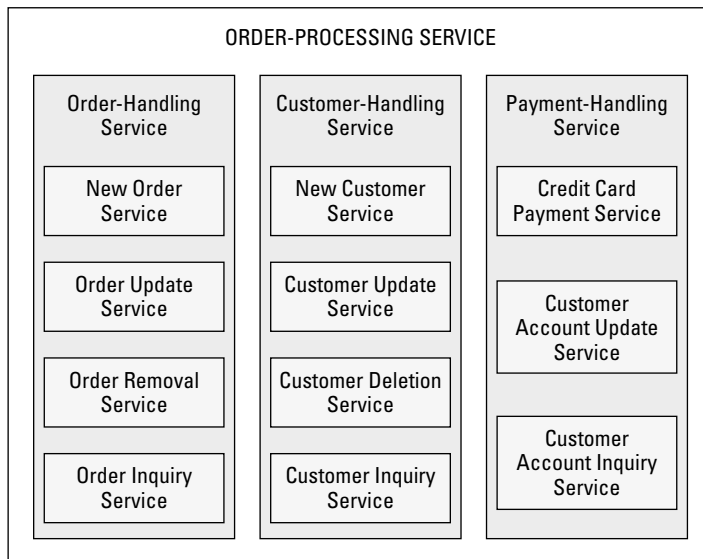 ORDER-PROCESSING SERVICE
Order-Handling
Service
New Order
Service
Order Update
Service
Order Removal
Service
Order Inquiry
Service
Customer-Handling
Service
New Customer
Service
Customer Update
Service
Customer Deletion
Service
Customer Inquiry
Service
Payment-Handling
Service
Credit Card
Payment Service
Customer
Account Update
Service
Customer
Account Inquiry
Service